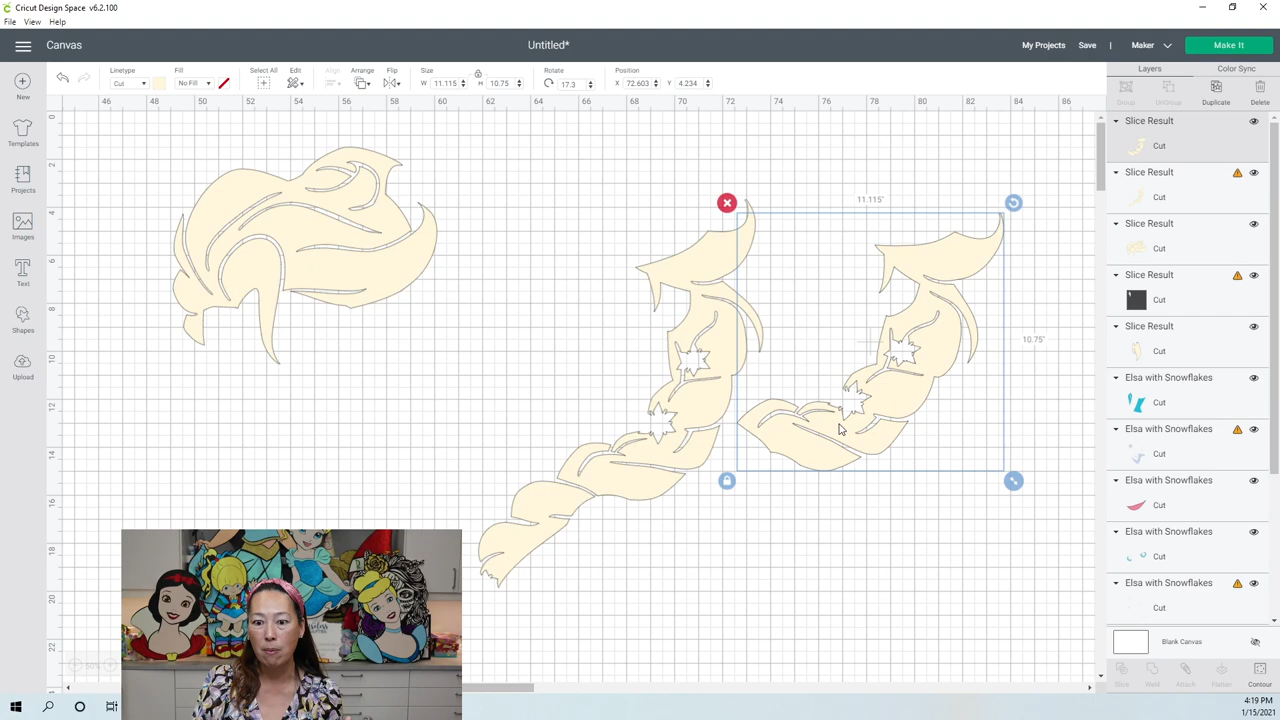 Cricut Design Space v6.2.100
File View Help
Canvas
Untitled*
My Projects Save | Maker Make It
Linetype Fill Select All Edit Align Arrange Flip Size Rotate Position
Cut No Fill W 11.115 H 10.75 17.3 X 72.603 Y 4.234
Layers Color Sync
Group UnGroup Duplicate Delete
46 48 50 52 54 56 58 60 62 64 66 68 70 72 74 76 78 80 82 84 86
0
2
4
6
8
10
12
14
16
18
20
22
New
Templates
Projects
Images
Text
Shapes
Upload
11.115"
10.75"
50%
Slice Result
Cut
Slice Result
Cut
Slice Result
Cut
Slice Result
Cut
Slice Result
Cut
Elsa with Snowflakes
Cut
Elsa with Snowflakes
Cut
Elsa with Snowflakes
Cut
Elsa with Snowflakes
Cut
Elsa with Snowflakes
Cut
Blank Canvas
Slice Weld Attach Flatten Contour
4:19 PM
1/15/2021